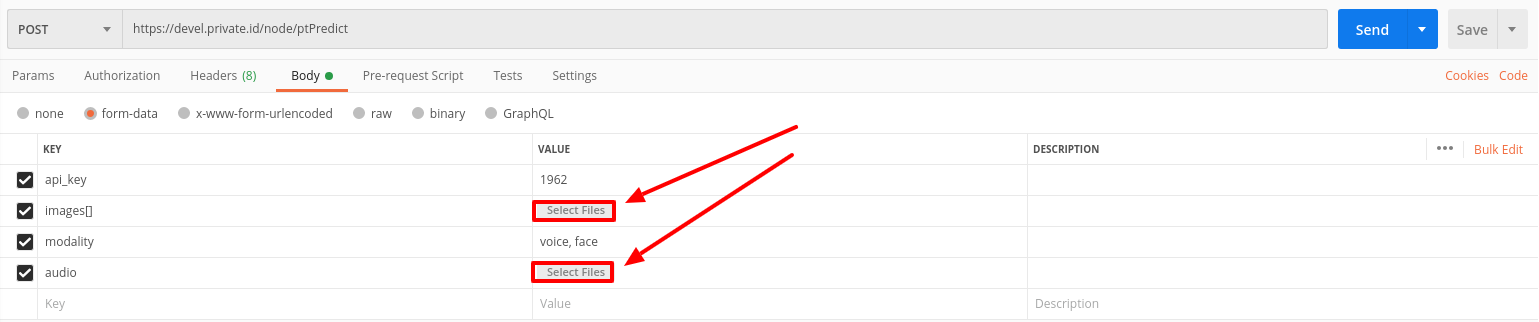 POST https://devel.private.id/node/ptPredict Send Save
Params Authorization Headers (8) Body Pre-request Script Tests Settings Cookies Code
none form-data x-www-form-urlencoded raw binary GraphQL
KEY VALUE DESCRIPTION ••• Bulk Edit
api_key 1962
images[] Select Files
modality voice, face
audio Select Files
Key Value Description